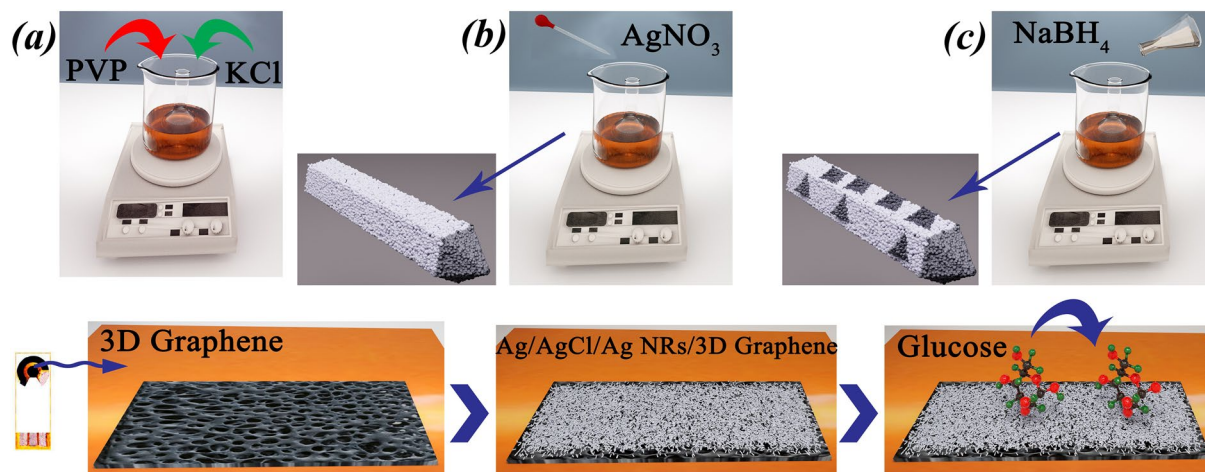 (a)
PVP
KCl
(b)
AgNO3
(c)
NaBH4
3D Graphene
Ag/AgCl/Ag NRs/3D Graphene
Glucose